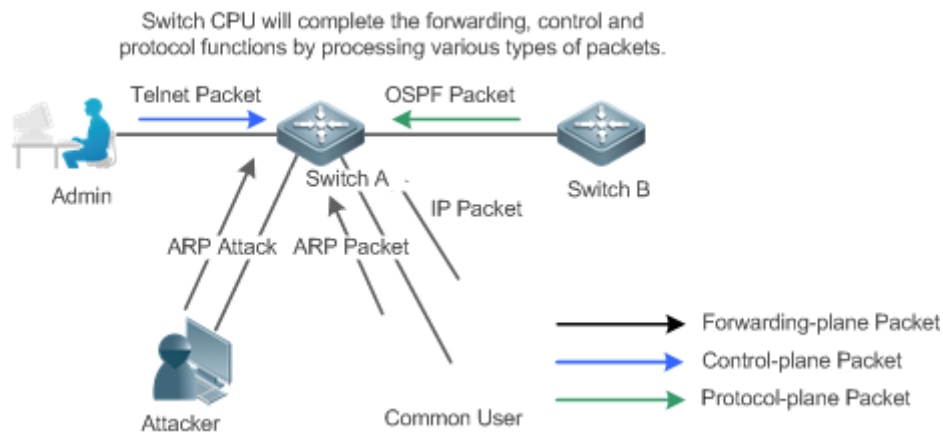 Switch CPU will complete the forwarding, control and
protocol functions by processing various types of packets.
Telnet Packet
OSPF Packet
Admin
Switch A
Switch B
IP Packet
ARP Attack
ARP Packet
Attacker
Common User
Forwarding-plane Packet
Control-plane Packet
Protocol-plane Packet